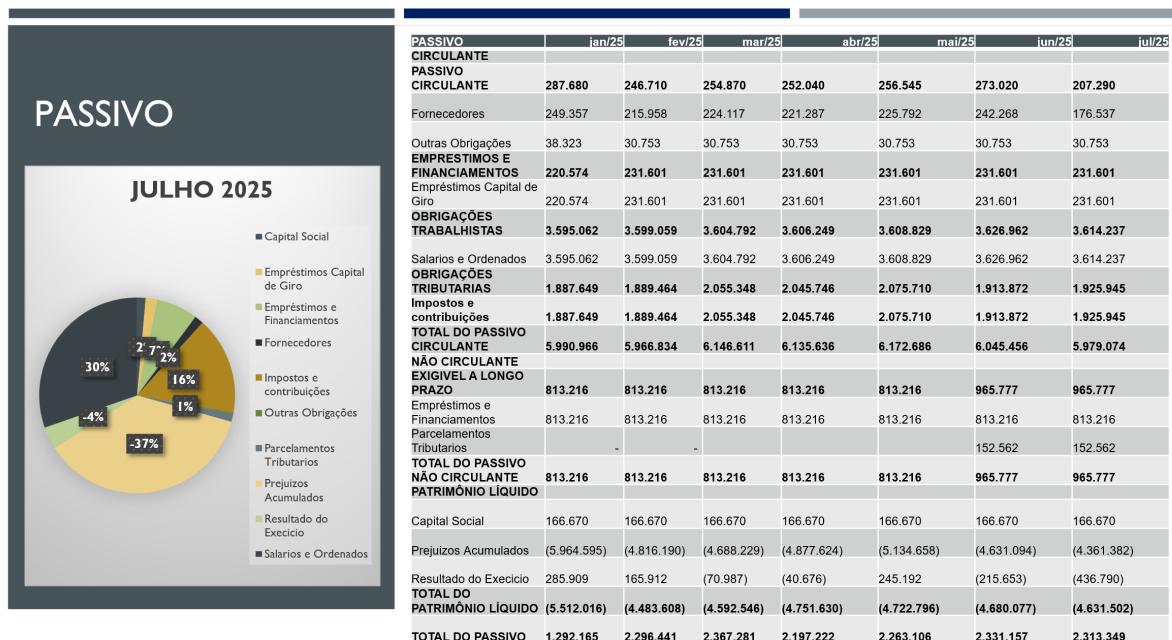 PASSIVO
JULHO 2025
Capital Social
Empréstimos Capital
de Giro
Empréstimos e
Financiamentos
Fornecedores
Impostos e
contribuições
Outras Obrigações
Parcelamentos
Tributarios
Prejuizos
Acumulados
Resultado do
Execicio
Salarios e Ordenados
7%
2%
16%
1%
-37%
-4%
30%
PASSIVO jan/25 fev/25 mar/25 abr/25 mai/25 jun/25 jul/25
CIRCULANTE
PASSIVO
CIRCULANTE 287.680 246.710 254.870 252.040 256.545 273.020 207.290
Fornecedores 249.357 215.958 224.117 221.287 225.792 242.268 176.537
Outras Obrigações 38.323 30.753 30.753 30.753 30.753 30.753 30.753
EMPRESTIMOS E
FINANCIAMENTOS 220.574 231.601 231.601 231.601 231.601 231.601 231.601
Empréstimos Capital de
Giro 220.574 231.601 231.601 231.601 231.601 231.601 231.601
OBRIGAÇÕES
TRABALHISTAS 3.595.062 3.599.059 3.604.792 3.606.249 3.608.829 3.626.962 3.614.237
Salarios e Ordenados 3.595.062 3.599.059 3.604.792 3.606.249 3.608.829 3.626.962 3.614.237
OBRIGAÇÕES
TRIBUTARIAS 1.887.649 1.889.464 2.055.348 2.045.746 2.075.710 1.913.872 1.925.945
Impostos e
contribuições 1.887.649 1.889.464 2.055.348 2.045.746 2.075.710 1.913.872 1.925.945
TOTAL DO PASSIVO
CIRCULANTE 5.990.966 5.966.834 6.146.611 6.135.636 6.172.686 6.045.456 5.979.074
NÃO CIRCULANTE
EXIGIVEL A LONGO
PRAZO 813.216 813.216 813.216 813.216 813.216 965.777 965.777
Empréstimos e
Financiamentos 813.216 813.216 813.216 813.216 813.216 813.216 813.216
Parcelamentos
Tributarios - - 152.562 152.562
TOTAL DO PASSIVO
NÃO CIRCULANTE 813.216 813.216 813.216 813.216 813.216 965.777 965.777
PATRIMÔNIO LÍQUIDO
Capital Social 166.670 166.670 166.670 166.670 166.670 166.670 166.670
Prejuizos Acumulados (5.964.595) (4.816.190) (4.688.229) (4.877.624) (5.134.658) (4.631.094) (4.361.382)
Resultado do Execicio 285.909 165.912 (70.987) (40.676) 245.192 (215.653) (436.790)
TOTAL DO
PATRIMÔNIO LÍQUIDO (5.512.016) (4.483.608) (4.592.546) (4.751.630) (4.722.796) (4.680.077) (4.631.502)
TOTAL DO PASSIVO 1.292.165 2.296.441 2.367.281 2.197.222 2.263.106 2.331.157 2.313.349